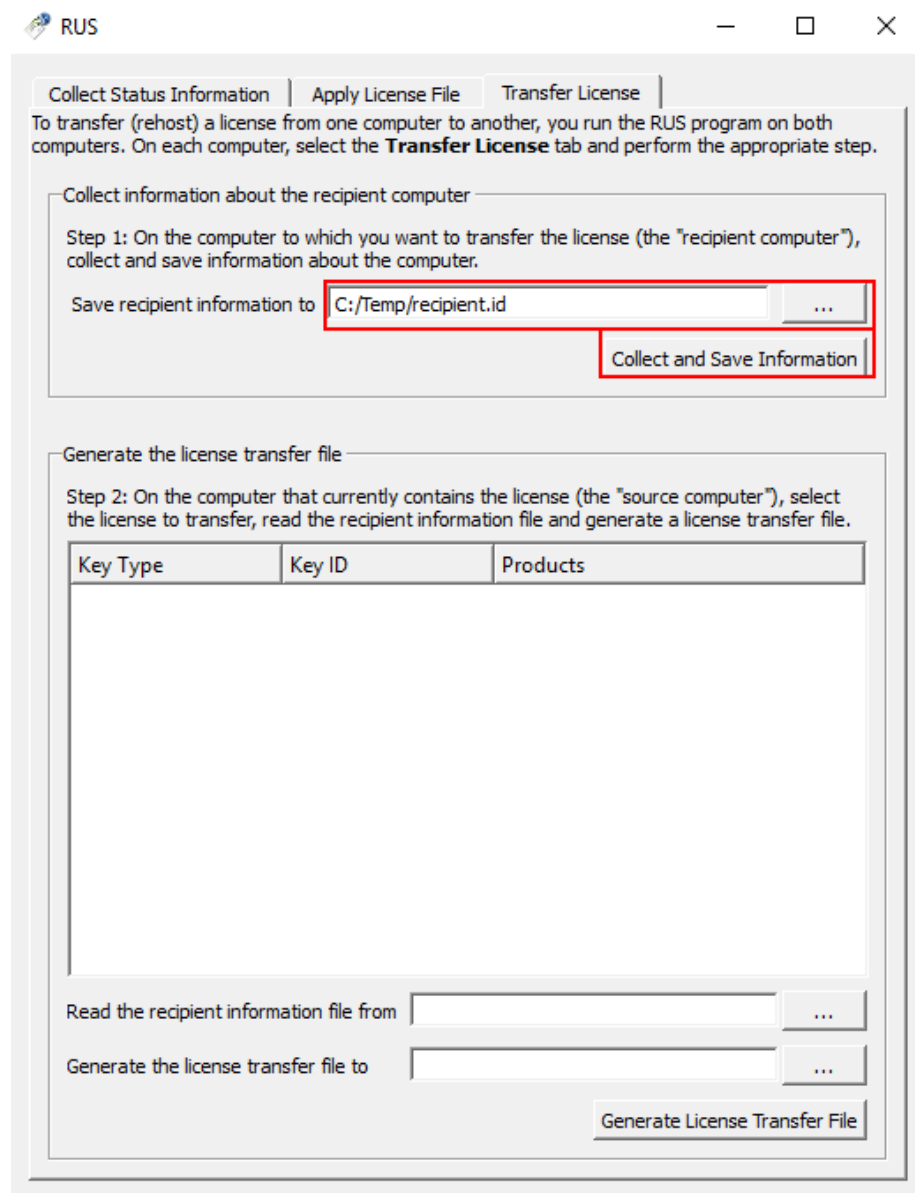 RUS
Collect Status Information
Apply License File
Transfer License
To transfer (rehost) a license from one computer to another, you run the RUS program on both
computers. On each computer, select the Transfer License tab and perform the appropriate step.
Collect information about the recipient computer
Step 1: On the computer to which you want to transfer the license (the "recipient computer"),
collect and save information about the computer.
Save recipient information to C:/Temp/recipient.id ...
Collect and Save Information
Generate the license transfer file
Step 2: On the computer that currently contains the license (the "source computer"), select
the license to transfer, read the recipient information file and generate a license transfer file.
Key Type Key ID Products
Read the recipient information file from ...
Generate the license transfer file to ...
Generate License Transfer File